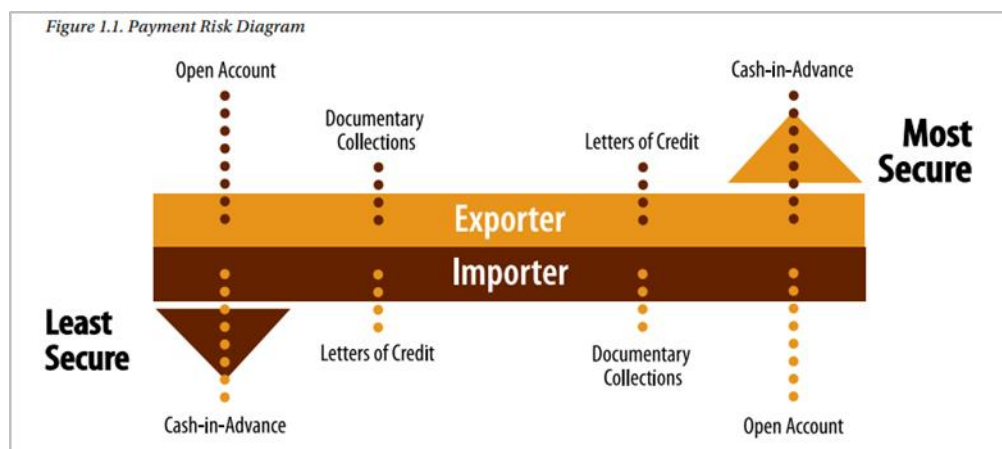 Figure 1.1. Payment Risk Diagram
Open Account
Cash-in-Advance
Documentary
Collections
Letters of Credit
Most
Secure
Exporter
Importer
Least
Secure
Letters of Credit
Documentary
Collections
Cash-in-Advance
Open Account